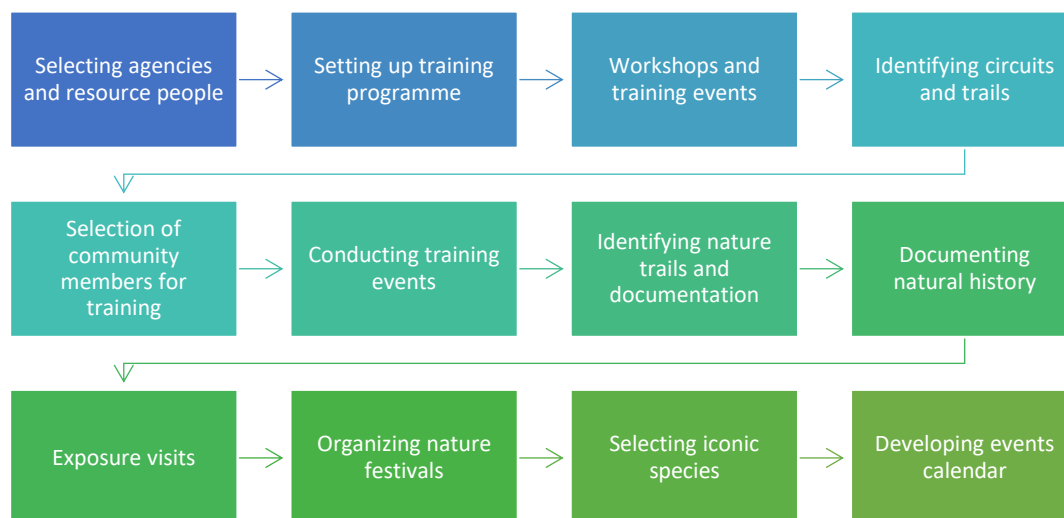 Selecting agencies
and resource people
Setting up training
programme
Workshops and
training events
Identifying circuits
and trails
Selection of
community
members for
training
Conducting training
events
Identifying nature
trails and
documentation
Documenting
natural history
Exposure visits
Organizing nature
festivals
Selecting iconic
species
Developing events
calendar